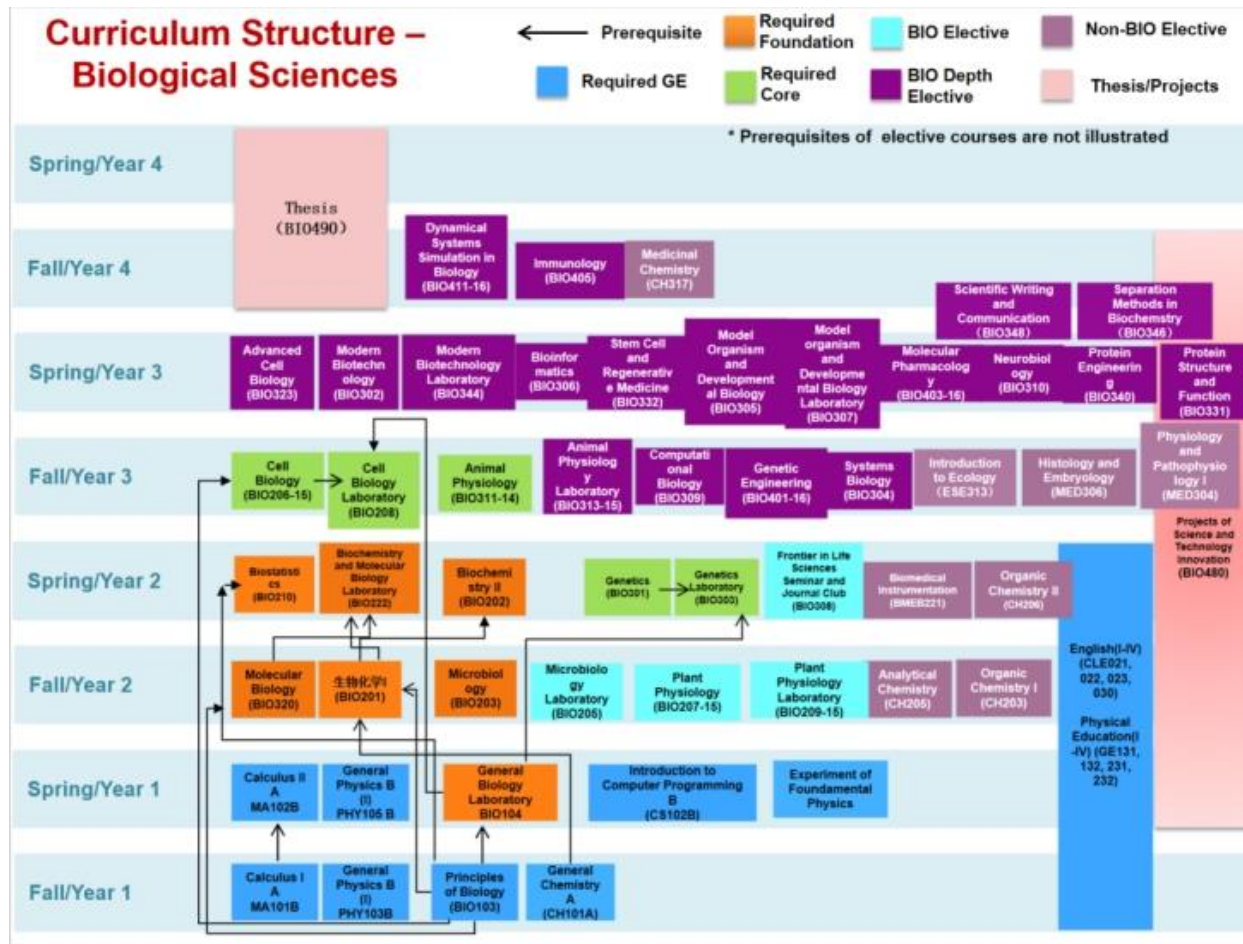 Curriculum Structure –
Biological Sciences
Prerequisite
Required
Foundation
BIO Elective
Non-BIO Elective
Required GE
Required
Core
BIO Depth
Elective
Thesis/Projects
* Prerequisites of elective courses are not illustrated
Spring/Year 4
Thesis
(BIO490)
Fall/Year 4
Dynamical
Systems
Simulation in
Biology
(BIO411-16)
Immunology
(BIO405)
Medicinal
Chemistry
(CH317)
Scientific Writing
and
Communication
(BIO348)
Separation
Methods in
Biochemistry
(BIO346)
Spring/Year 3
Advanced
Cell
Biology
(BIO323)
Modern
Biotechn
ology
(BIO302)
Modern
Biotechnology
Laboratory
(BIO344)
Bioinfor
matics
(BIO306)
Stem Cell
and
Regenerativ
e Medicine
(BIO332)
Model
Organism
and
Development
al Biology
(BIO305)
Model
organism
and
Developme
ntal Biology
Laboratory
(BIO307)
Molecular
Pharmacolog
y
(BIO403-16)
Neurobiol
ogy
(BIO310)
Protein
Engineerin
g
(BIO340)
Protein
Structure
and
Function
(BIO331)
Fall/Year 3
Cell
Biology
(BIO206-15)
Cell
Biology
Laboratory
(BIO208)
Animal
Physiology
(BIO311-14)
Animal
Physiolog
y
Laboratory
(BIO313-15)
Computati
onal
Biology
(BIO309)
Genetic
Engineering
(BIO401-16)
Systems
Biology
(BIO304)
Introduction
to Ecology
(ESE313)
Histology and
Embryology
(MED306)
Physiology
and
Pathophysio
logy I
(MED304)
Projects of
Science and
Technology
Innovation
(BIO480)
Spring/Year 2
Biostatisti
cs
(BIO210)
Biochemistry
and Molecular
Biology
Laboratory
(BIO222)
Biochemi
stry II
(BIO202)
Genetics
(BIO301)
Genetics
Laboratory
(BIO303)
Frontier in Life
Sciences
Seminar and
Journal Club
(BIO308)
Biomedical
Instrumentation
(BMEB221)
Organic
Chemistry II
(CH206)
Fall/Year 2
Molecular
Biology
(BIO320)
生物化学I
(BIO201)
Microbiol
ogy
(BIO203)
Microbiolo
gy
Laboratory
(BIO205)
Plant
Physiology
(BIO207-15)
Plant
Physiology
Laboratory
(BIO209-15)
Analytical
Chemistry
(CH205)
Organic
Chemistry I
(CH203)
English(I-IV)
(CLE021,
022, 023,
030)
Physical
Education(I
-IV) (GE131,
132, 231,
232)
Spring/Year 1
Calculus II
A
MA102B
General
Physics B
(I)
PHY105 B
General
Biology
Laboratory
BIO104
Introduction to
Computer Programming
B
(CS102B)
Experiment of
Foundamental
Physics
Fall/Year 1
Calculus I
A
MA101B
General
Physics B
(I)
PHY103B
Principles
of Biology
(BIO103)
General
Chemistry
A
(CH101A)